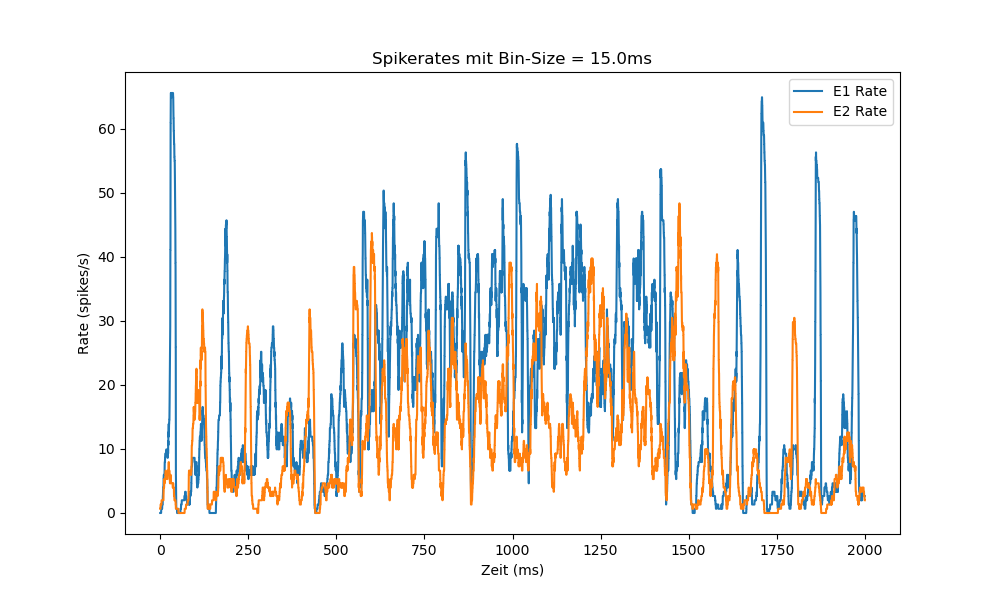 Spikerates mit Bin-Size = 15.0ms
E1 Rate
E2 Rate
Rate (spikes/s)
60
50
40
30
20
10
0
0 250 500 750 1000 1250 1500 1750 2000
Zeit (ms)